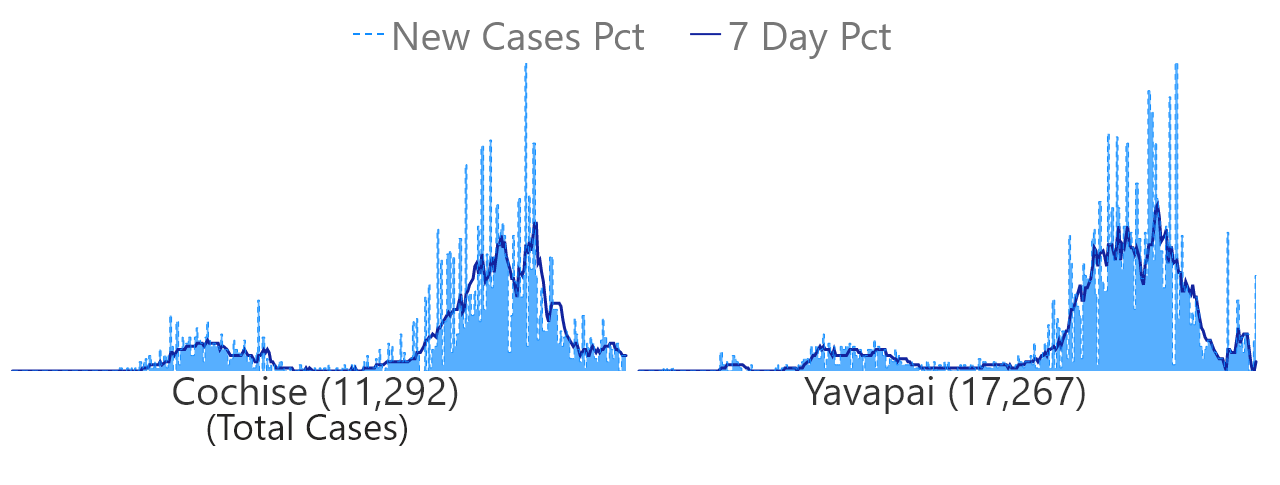 New Cases Pct 7 Day Pct
Cochise (11,292) Yavapai (17,267)
(Total Cases)